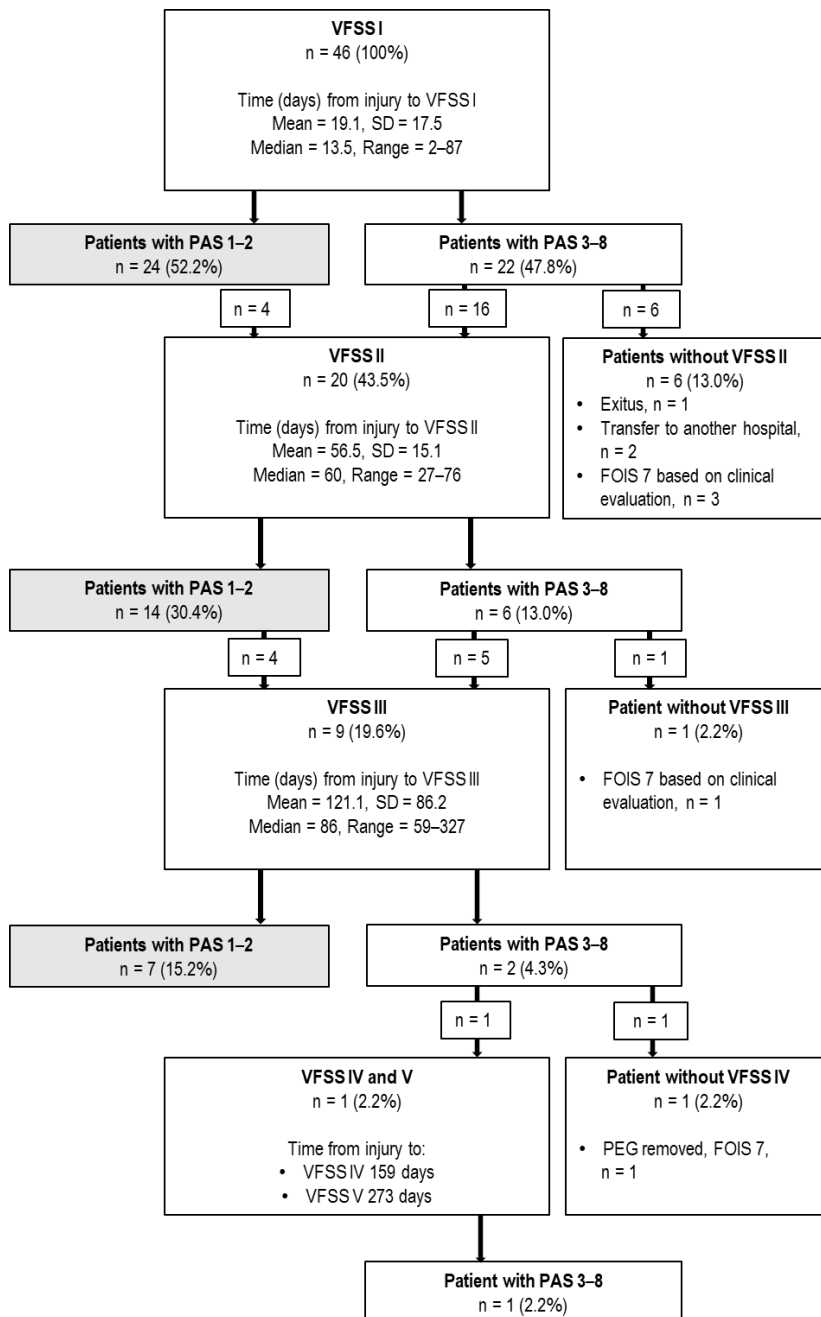 VFSS I
n = 46 (100%)
Time (days) from injury to VFSS I
Mean = 19.1, SD = 17.5
Median = 13.5, Range = 2–87
Patients with PAS 1–2
n = 24 (52.2%)
Patients with PAS 3–8
n = 22 (47.8%)
n = 4
n = 16
n = 6
VFSS II
n = 20 (43.5%)
Time (days) from injury to VFSS II
Mean = 56.5, SD = 15.1
Median = 60, Range = 27–76
Patients without VFSS II
n = 6 (13.0%)
• Exitus, n = 1
• Transfer to another hospital,
n = 2
• FOIS 7 based on clinical
evaluation, n = 3
Patients with PAS 1–2
n = 14 (30.4%)
Patients with PAS 3–8
n = 6 (13.0%)
n = 4
n = 5
n = 1
VFSS III
n = 9 (19.6%)
Time (days) from injury to VFSS III
Mean = 121.1, SD = 86.2
Median = 86, Range = 59–327
Patient without VFSS III
n = 1 (2.2%)
• FOIS 7 based on clinical
evaluation, n = 1
Patients with PAS 1–2
n = 7 (15.2%)
Patients with PAS 3–8
n = 2 (4.3%)
n = 1
n = 1
VFSS IV and V
n = 1 (2.2%)
Time from injury to:
• VFSS IV 159 days
• VFSS V 273 days
Patient without VFSS IV
n = 1 (2.2%)
• PEG removed, FOIS 7,
n = 1
Patient with PAS 3–8
n = 1 (2.2%)